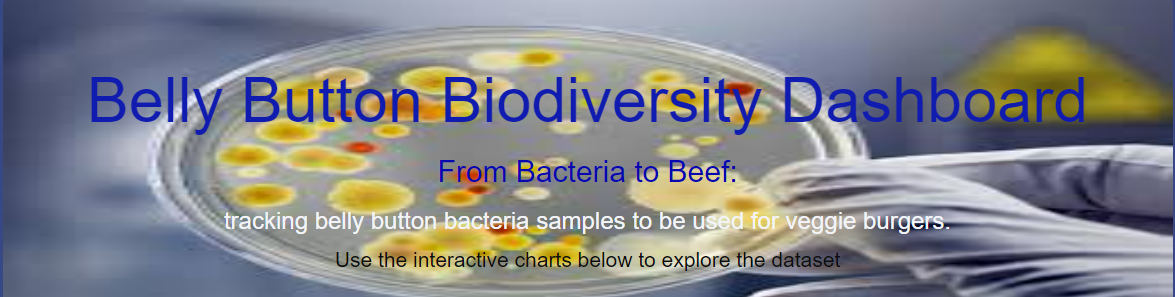 Belly Button Biodiversity Dashboard
From Bacteria to Beef:
tracking belly button bacteria samples to be used for veggie burgers.
Use the interactive charts below to explore the dataset